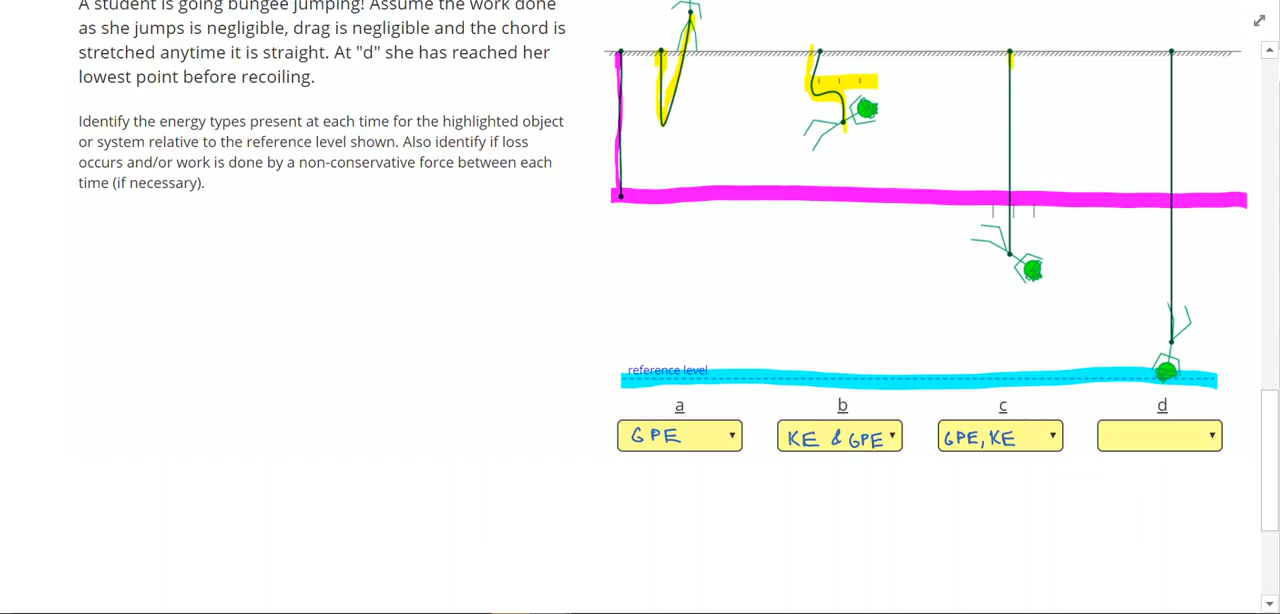 A student is going bungee jumping! Assume the work done
as she jumps is negligible, drag is negligible and the chord is
stretched anytime it is straight. At "d" she has reached her
lowest point before recoiling.
Identify the energy types present at each time for the highlighted object
or system relative to the reference level shown. Also identify if loss
occurs and/or work is done by a non-conservative force between each
time (if necessary).
reference level
a b c d
GPE KE & GPE GPE, KE